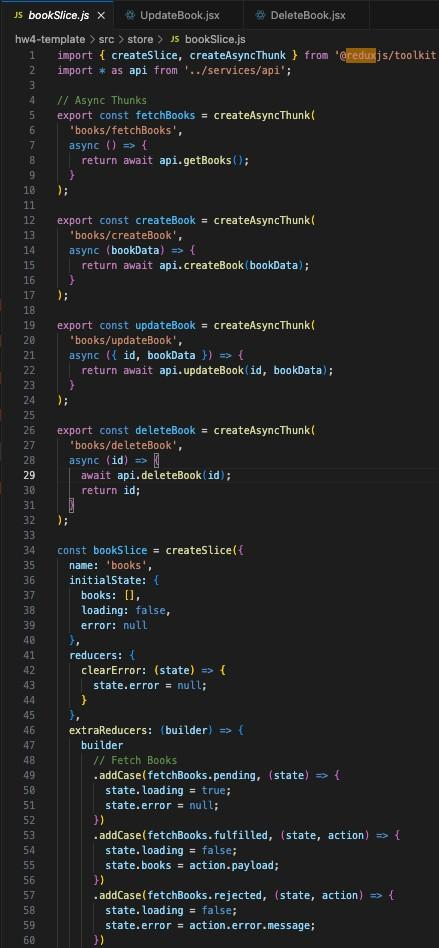 JS bookSlice.js × UpdateBook.jsx DeleteBook.jsx
hw4-template > src > store > JS bookSlice.js
1 import { createSlice, createAsyncThunk } from '@reduxjs/toolkit
2 import * as api from '../services/api';
3
4 // Async Thunks
5 export const fetchBooks = createAsyncThunk(
6   'books/fetchBooks',
7   async () => {
8     return await api.getBooks();
9   }
10 );
11
12 export const createBook = createAsyncThunk(
13   'books/createBook',
14   async (bookData) => {
15     return await api.createBook(bookData);
16   }
17 );
18
19 export const updateBook = createAsyncThunk(
20   'books/updateBook',
21   async ({ id, bookData }) => {
22     return await api.updateBook(id, bookData);
23   }
24 );
25
26 export const deleteBook = createAsyncThunk(
27   'books/deleteBook',
28   async (id) => {
29     await api.deleteBook(id);
30     return id;
31   }
32 );
33
34 const bookSlice = createSlice({
35   name: 'books',
36   initialState: {
37     books: [],
38     loading: false,
39     error: null
40   },
41   reducers: {
42     clearError: (state) => {
43       state.error = null;
44     }
45   },
46   extraReducers: (builder) => {
47     builder
48       // Fetch Books
49       .addCase(fetchBooks.pending, (state) => {
50         state.loading = true;
51         state.error = null;
52       })
53       .addCase(fetchBooks.fulfilled, (state, action) => {
54         state.loading = false;
55         state.books = action.payload;
56       })
57       .addCase(fetchBooks.rejected, (state, action) => {
58         state.loading = false;
59         state.error = action.error.message;
60       })